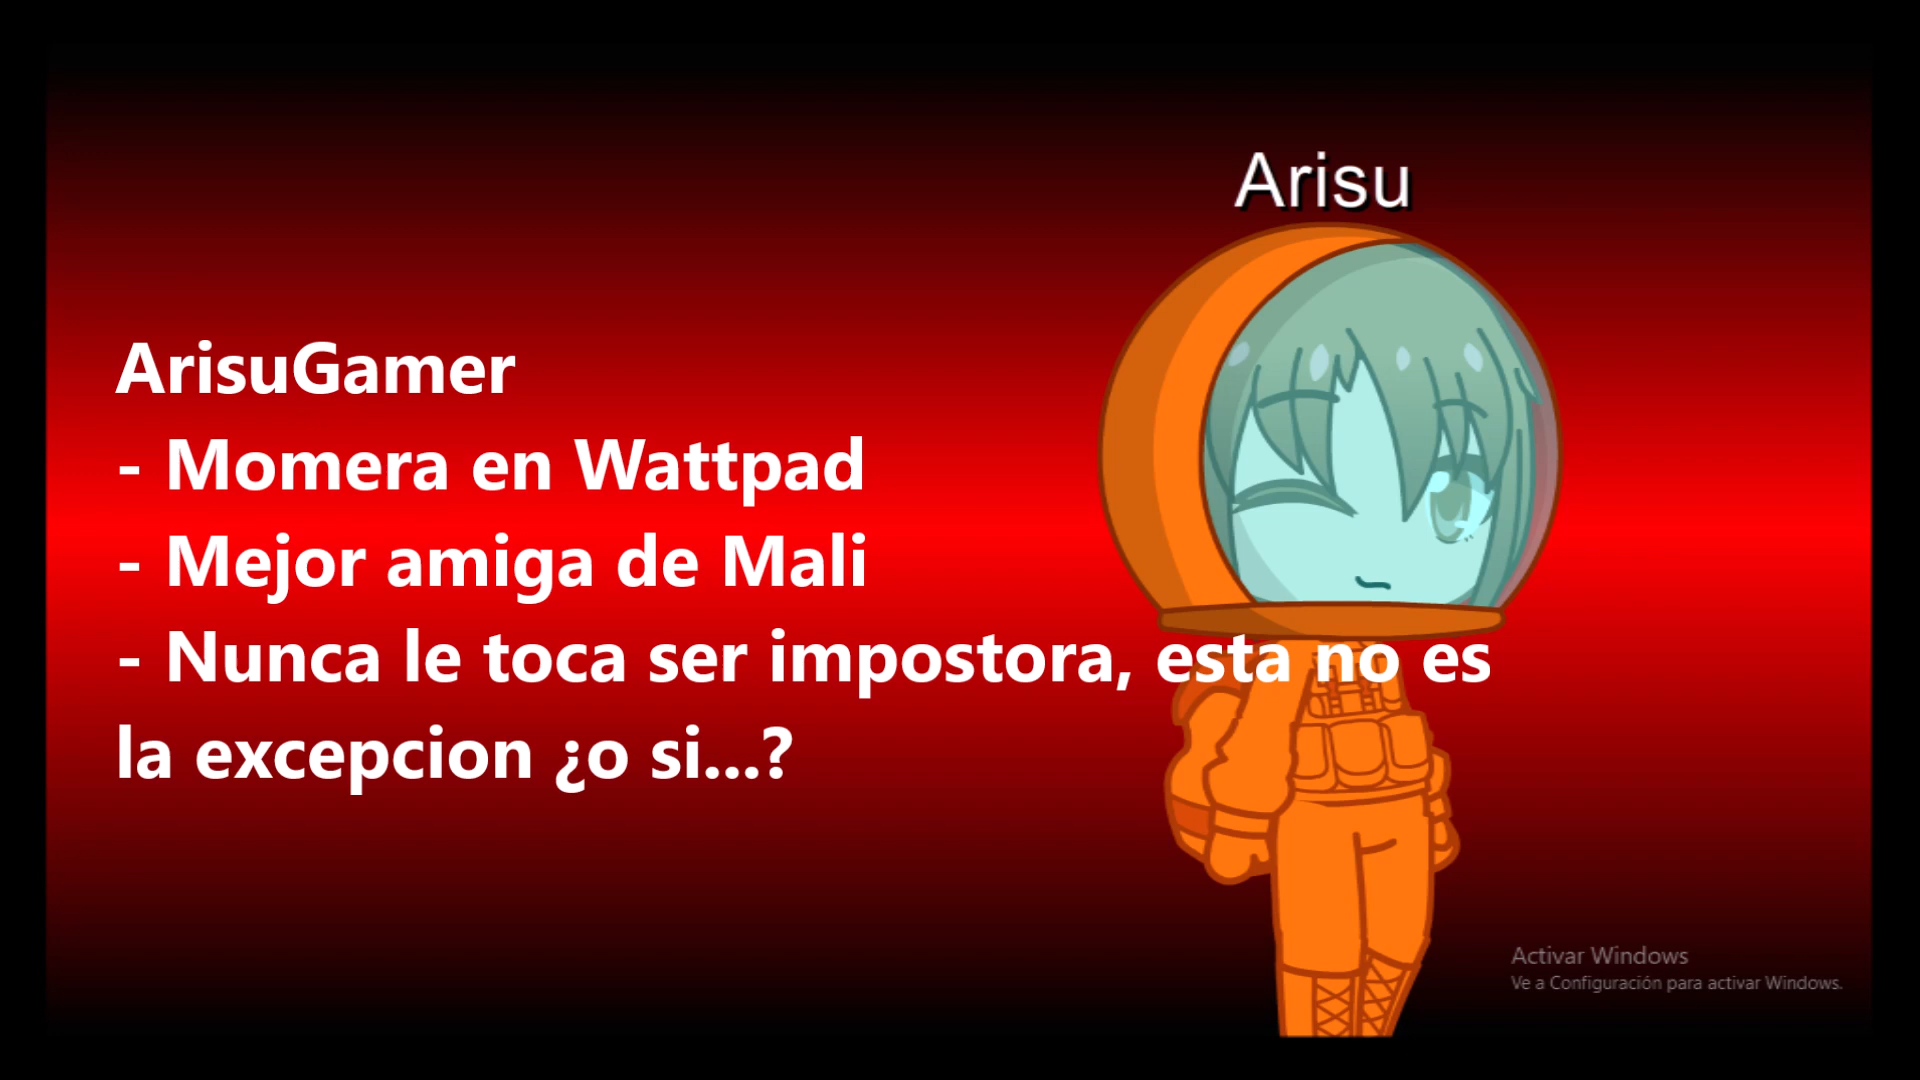 Arisu
ArisuGamer
- Momera en Wattpad
- Mejor amiga de Mali
- Nunca le toca ser impostora, esta no es
la excepcion ¿o si...?
Activar Windows
Ve a Configuración para activar Windows.